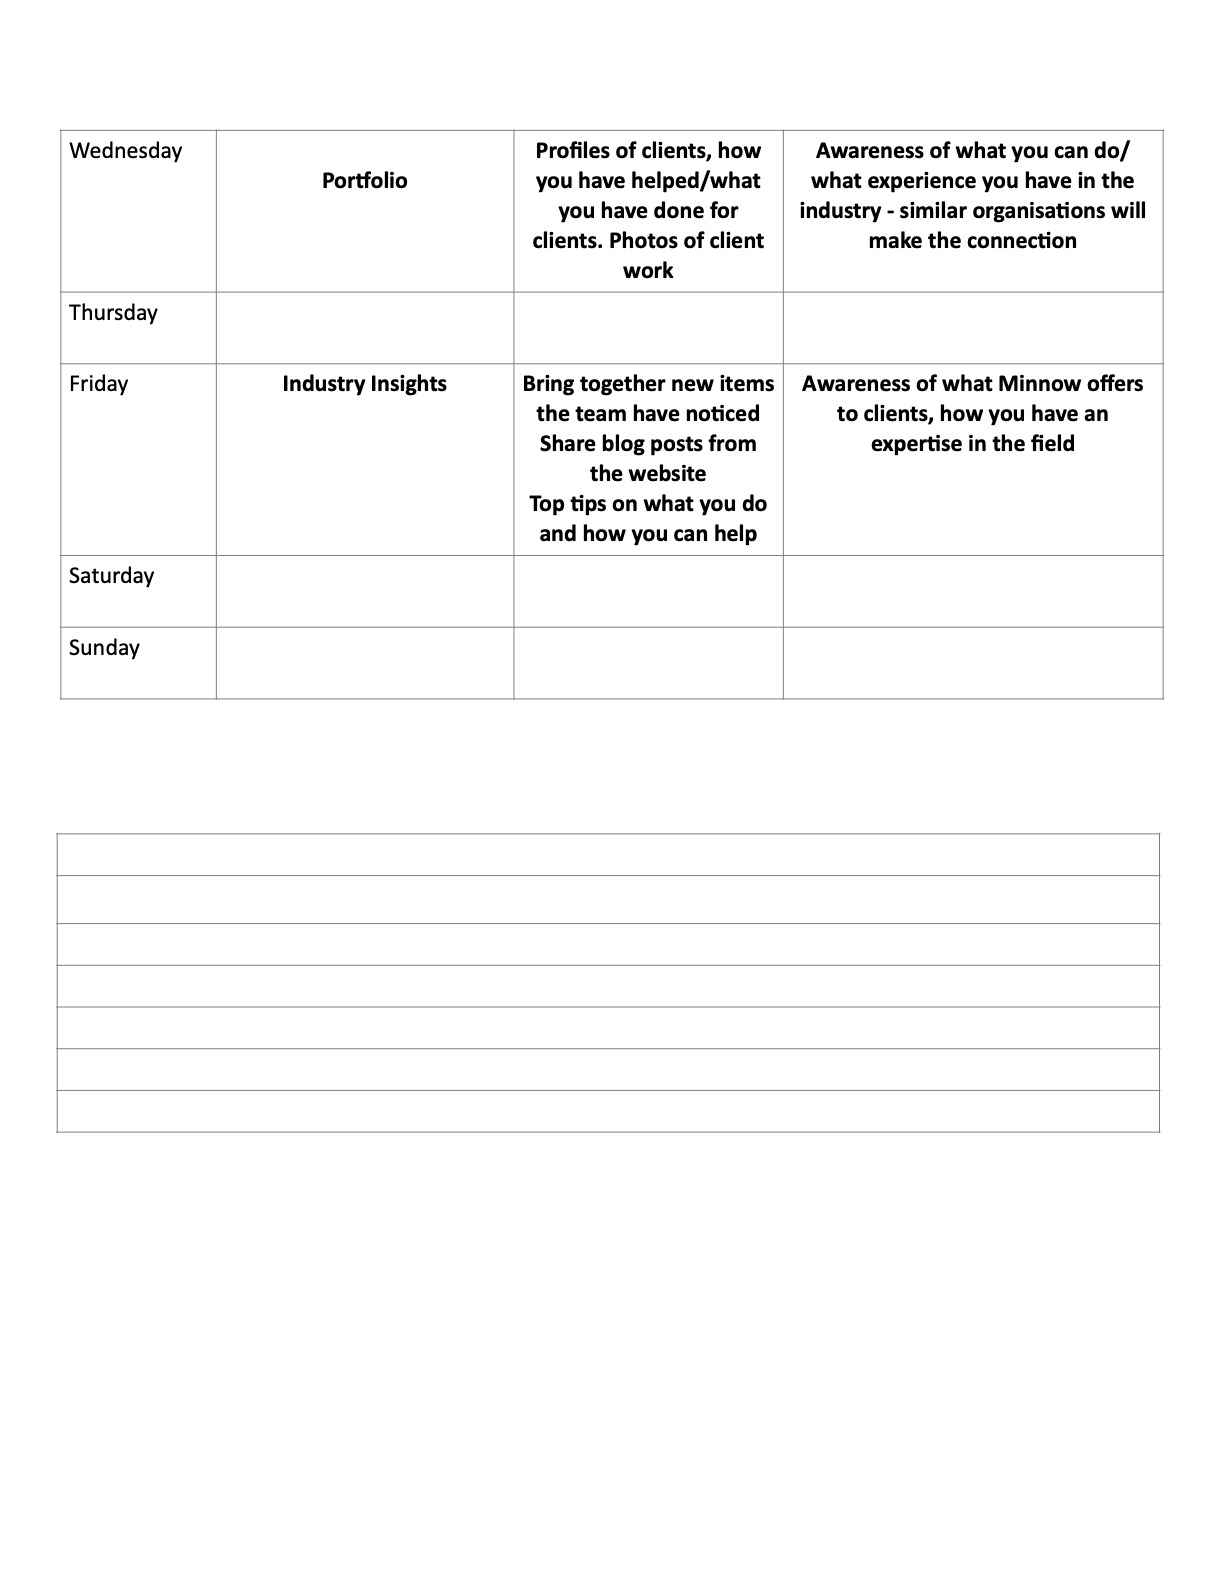 Wednesday
Portfolio
Profiles of clients, how
you have helped/what
you have done for
clients. Photos of client
work
Awareness of what you can do/
what experience you have in the
industry - similar organisations will
make the connection
Thursday
Friday
Industry Insights
Bring together new items
the team have noticed
Share blog posts from
the website
Top tips on what you do
and how you can help
Awareness of what Minnow offers
to clients, how you have an
expertise in the field
Saturday
Sunday